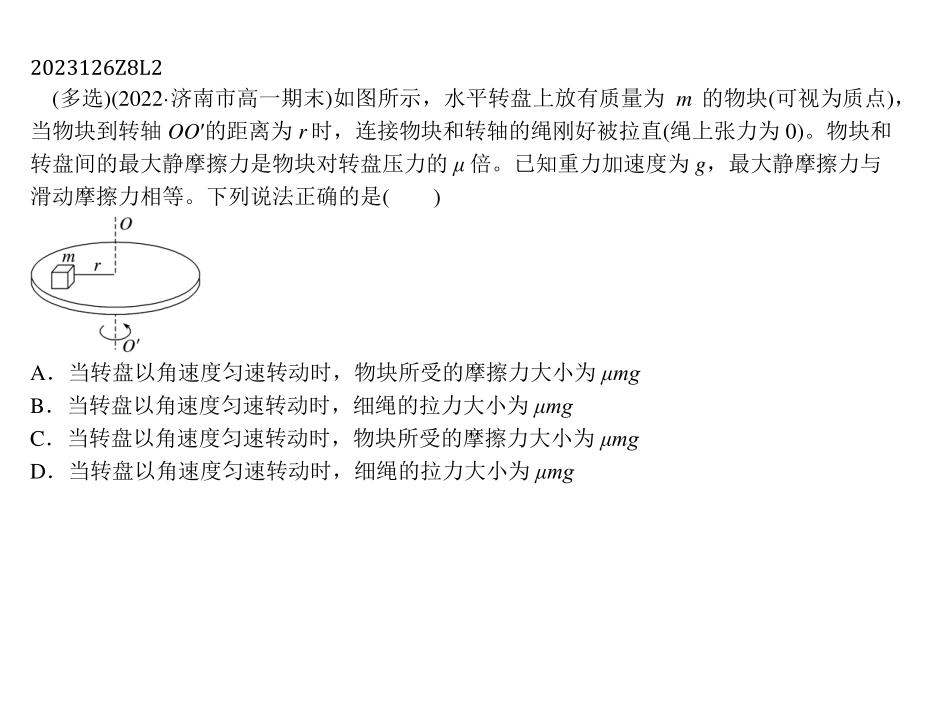 2023126Z8L2
(多选)(2022·济南市高一期末)如图所示，水平转盘上放有质量为 m 的物块(可视为质点)，
当物块到转轴 OO′的距离为 r 时，连接物块和转轴的绳刚好被拉直(绳上张力为 0)。物块和
转盘间的最大静摩擦力是物块对转盘压力的 μ 倍。已知重力加速度为 g，最大静摩擦力与
滑动摩擦力相等。下列说法正确的是(　　)
O
m
r
O′
A．当转盘以角速度匀速转动时，物块所受的摩擦力大小为 μmg
B．当转盘以角速度匀速转动时，细绳的拉力大小为 μmg
C．当转盘以角速度匀速转动时，物块所受的摩擦力大小为 μmg
D．当转盘以角速度匀速转动时，细绳的拉力大小为 μmg